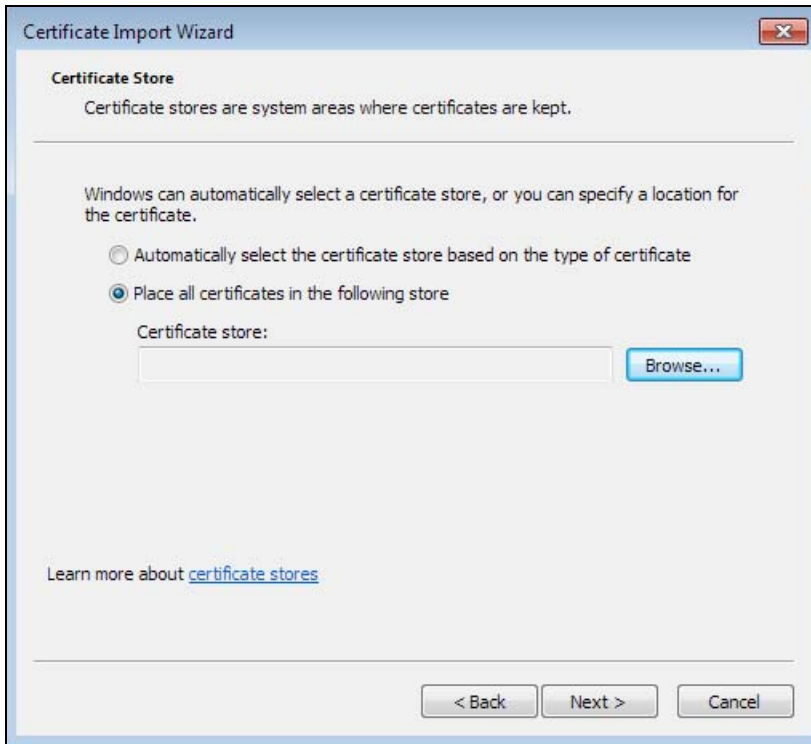 Certificate Import Wizard
Certificate Store
Certificate stores are system areas where certificates are kept.
Windows can automatically select a certificate store, or you can specify a location for
the certificate.
Automatically select the certificate store based on the type of certificate
Place all certificates in the following store
Certificate store:
Browse...
Learn more about certificate stores
< Back Next > Cancel